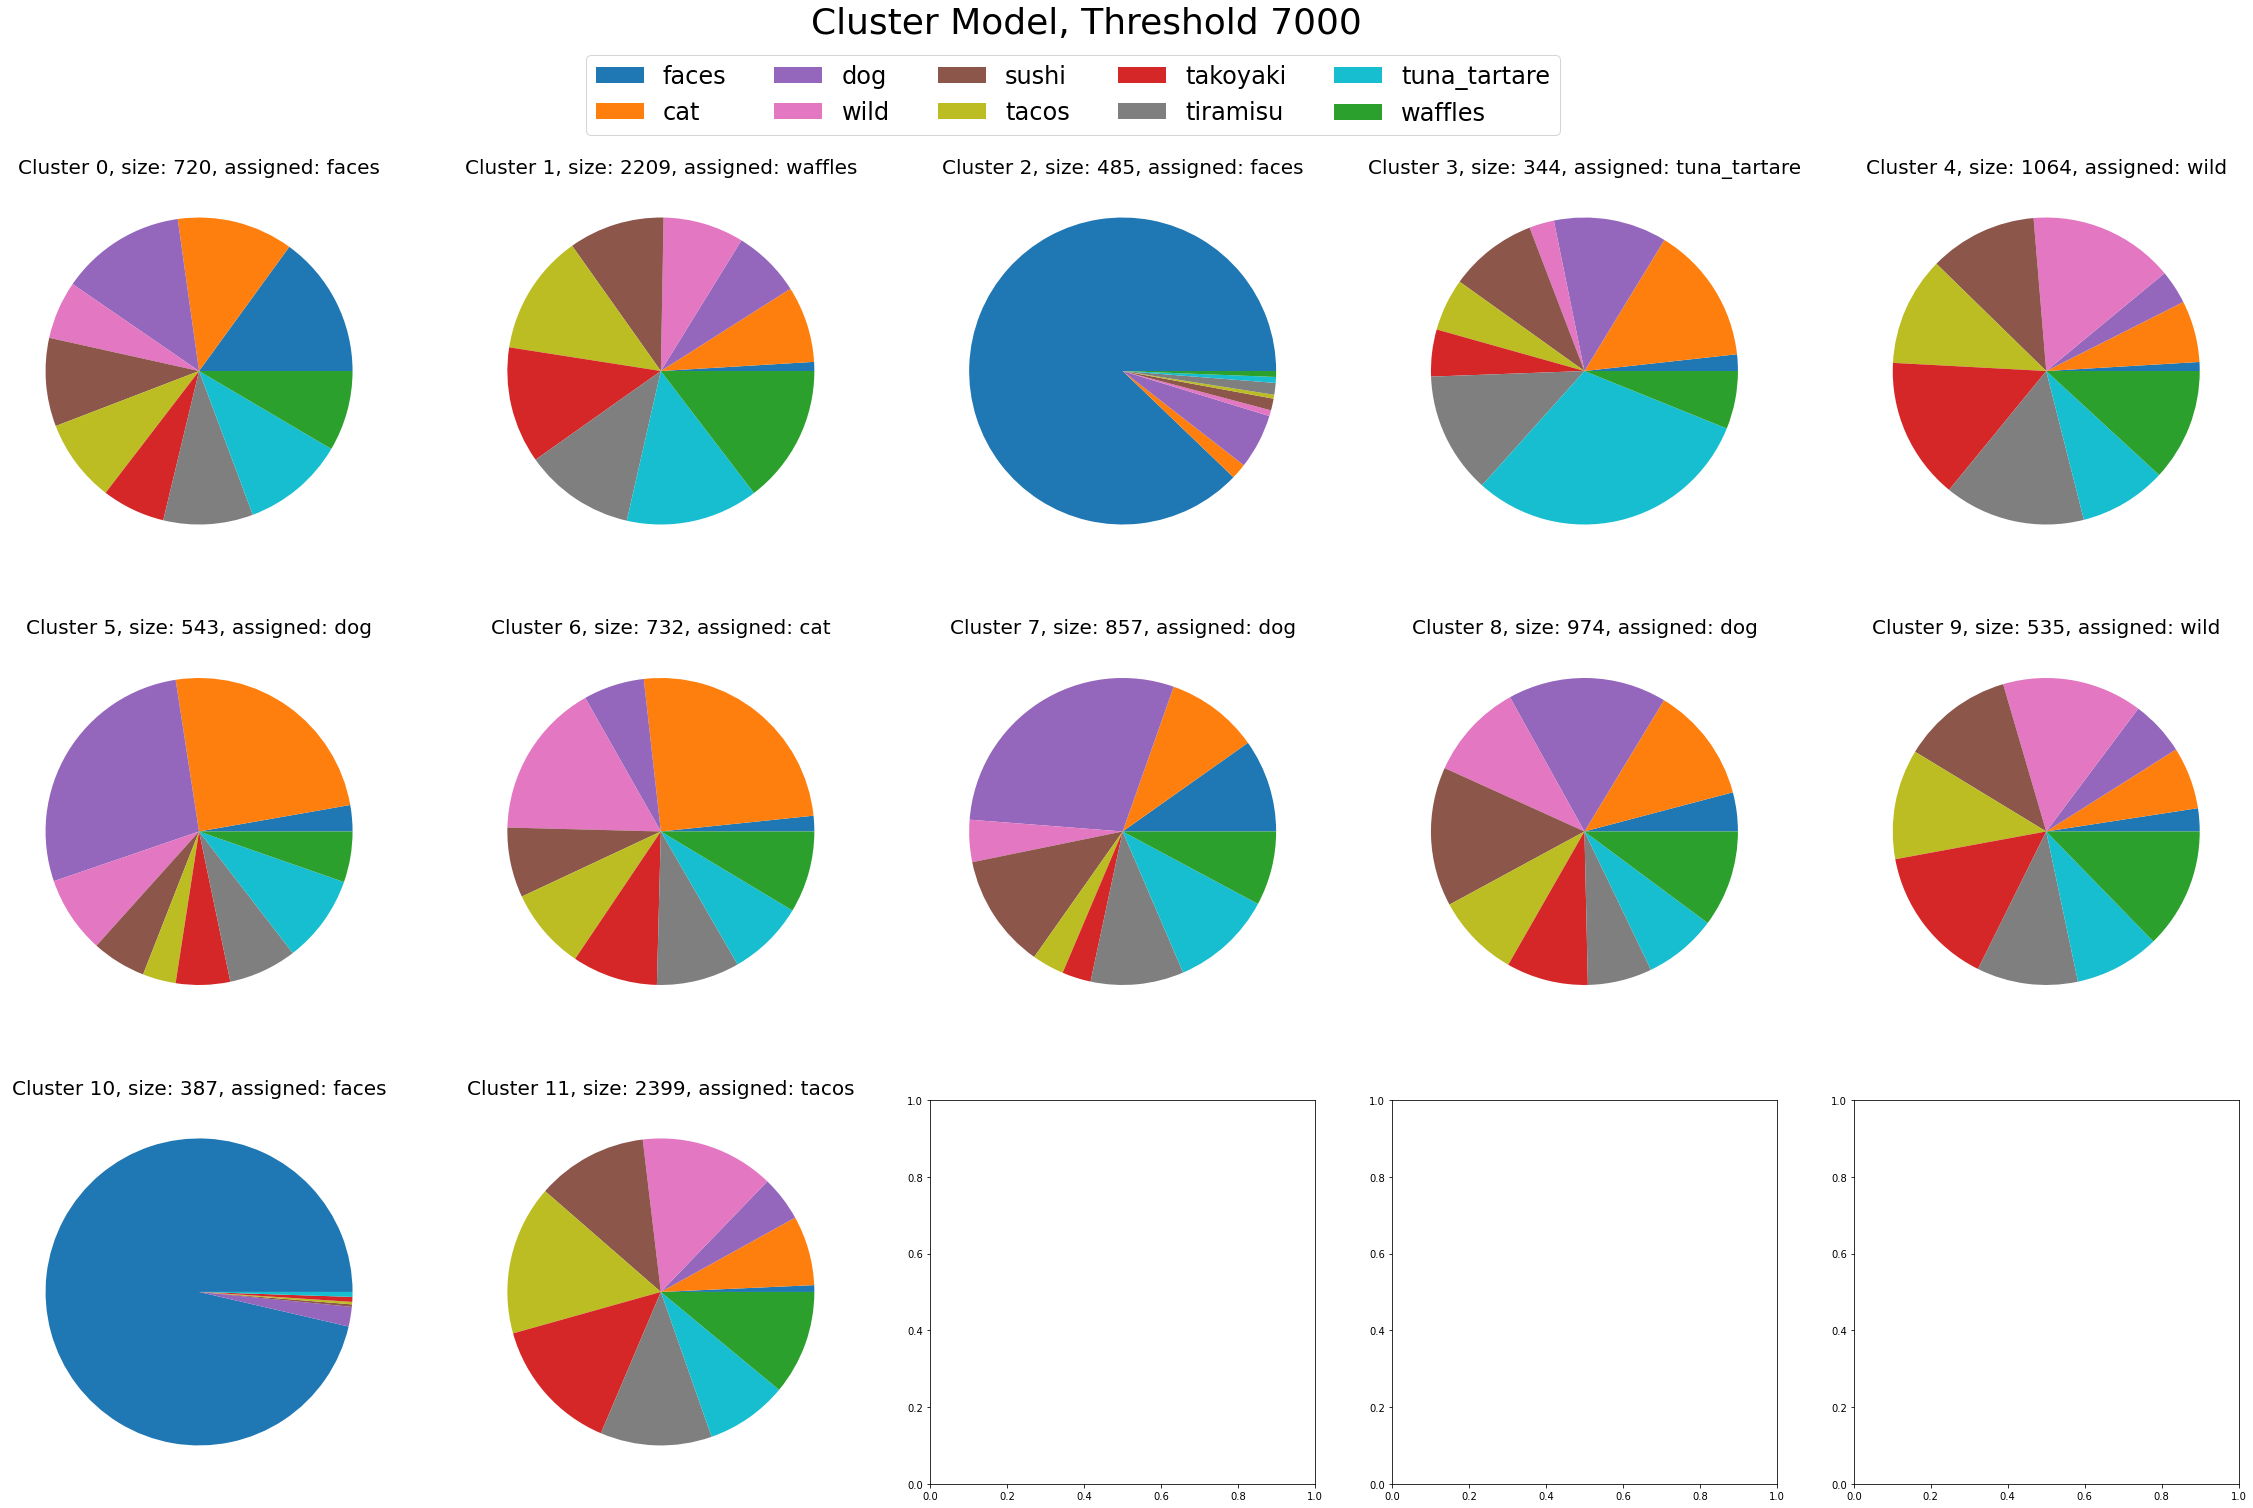 Cluster Model, Threshold 7000
faces dog sushi takoyaki tuna_tartare
cat wild tacos tiramisu waffles
Cluster 0, size: 720, assigned: faces
Cluster 1, size: 2209, assigned: waffles
Cluster 2, size: 485, assigned: faces
Cluster 3, size: 344, assigned: tuna_tartare
Cluster 4, size: 1064, assigned: wild
Cluster 5, size: 543, assigned: dog
Cluster 6, size: 732, assigned: cat
Cluster 7, size: 857, assigned: dog
Cluster 8, size: 974, assigned: dog
Cluster 9, size: 535, assigned: wild
Cluster 10, size: 387, assigned: faces
Cluster 11, size: 2399, assigned: tacos
1.0
0.8
0.6
0.4
0.2
0.0
0.0 0.2 0.4 0.6 0.8 1.0
1.0
0.8
0.6
0.4
0.2
0.0
0.0 0.2 0.4 0.6 0.8 1.0
1.0
0.8
0.6
0.4
0.2
0.0
0.0 0.2 0.4 0.6 0.8 1.0